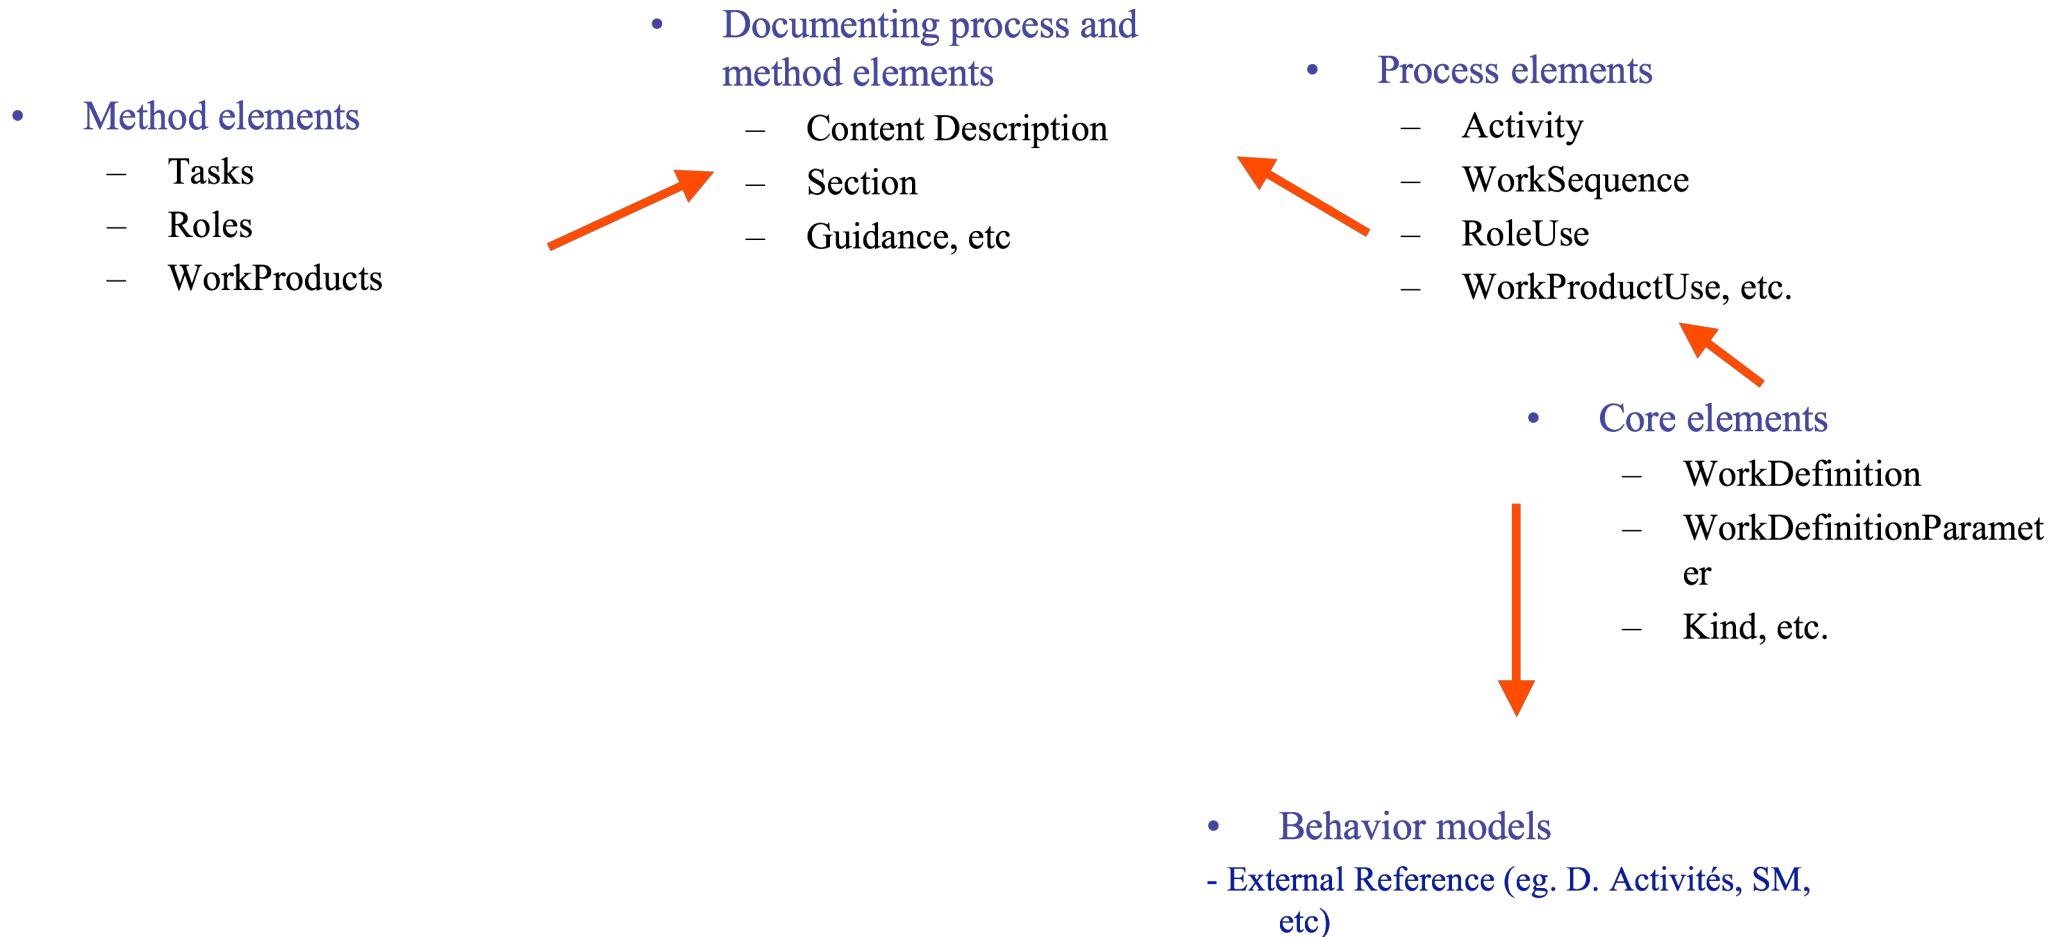 • Method elements
– Tasks
– Roles
– WorkProducts
• Documenting process and
method elements
– Content Description
– Section
– Guidance, etc
• Process elements
– Activity
– WorkSequence
– RoleUse
– WorkProductUse, etc.
• Core elements
– WorkDefinition
– WorkDefinitionParamet
er
– Kind, etc.
• Behavior models
- External Reference (eg. D. Activités, SM,
etc)